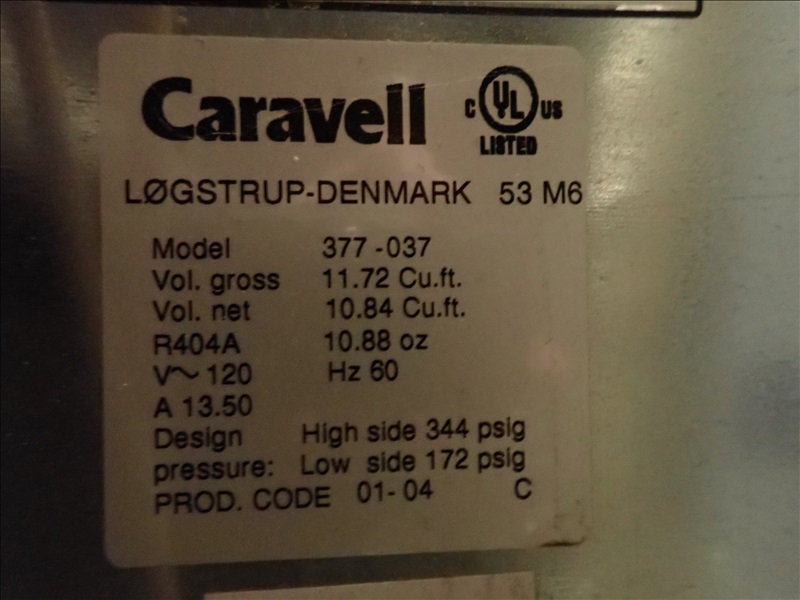 Caravell
C UL US
LISTED
LØGSTRUP-DENMARK 53 M6
Model 377-037
Vol. gross 11.72 Cu.ft.
Vol. net 10.84 Cu.ft.
R404A 10.88 oz
V~ 120 Hz 60
A 13.50
Design High side 344 psig
pressure: Low side 172 psig
PROD. CODE 01-04 C